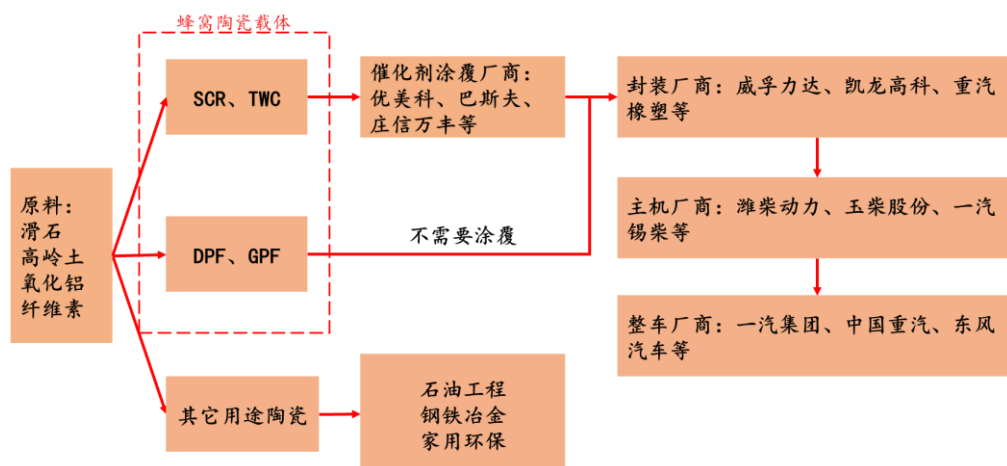 蜂窝陶瓷载体
SCR、TWC
催化剂涂覆厂商：
优美科、巴斯夫、
庄信万丰等
封装厂商：威孚力达、凯龙高科、重汽
橡塑等
原料：
滑石
高岭土
氧化铝
纤维素
主机厂商：潍柴动力、玉柴股份、一汽
锡柴等
不需要涂覆
DPF、GPF
整车厂商：一汽集团、中国重汽、东风
汽车等
其它用途陶瓷
石油工程
钢铁冶金
家用环保